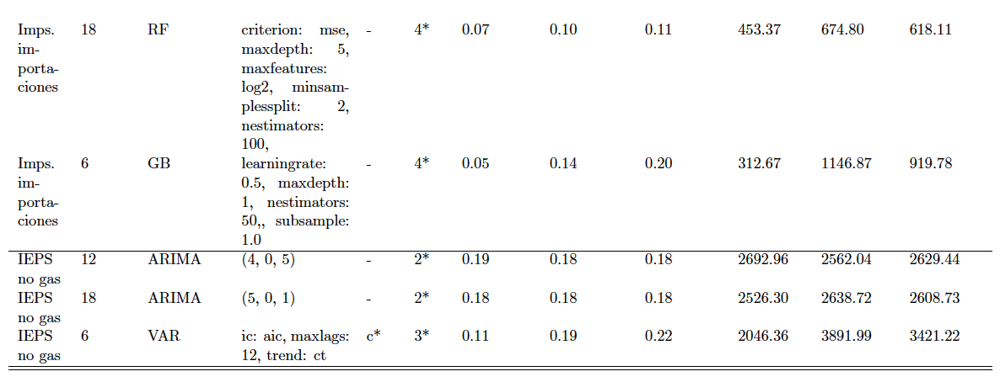 Imps. 18 RF criterion: mse, - 4* 0.07 0.10 0.11 453.37 674.80 618.11
im- maxdepth: 5,
porta- maxfeatures:
ciones log2, minsam-
plessplit: 2,
nestimators:
100,
Imps. 6 GB learningrate: - 4* 0.05 0.14 0.20 312.67 1146.87 919.78
im- 0.5, maxdepth:
porta- 1, nestimators:
ciones 50,, subsample:
1.0
IEPS 12 ARIMA (4, 0, 5) - 2* 0.19 0.18 0.18 2692.96 2562.04 2629.44
no gas
IEPS 18 ARIMA (5, 0, 1) - 2* 0.18 0.18 0.18 2526.30 2638.72 2608.73
no gas
IEPS 6 VAR ic: aic, maxlags: c* 3* 0.11 0.19 0.22 2046.36 3891.99 3421.22
no gas 12, trend: ct